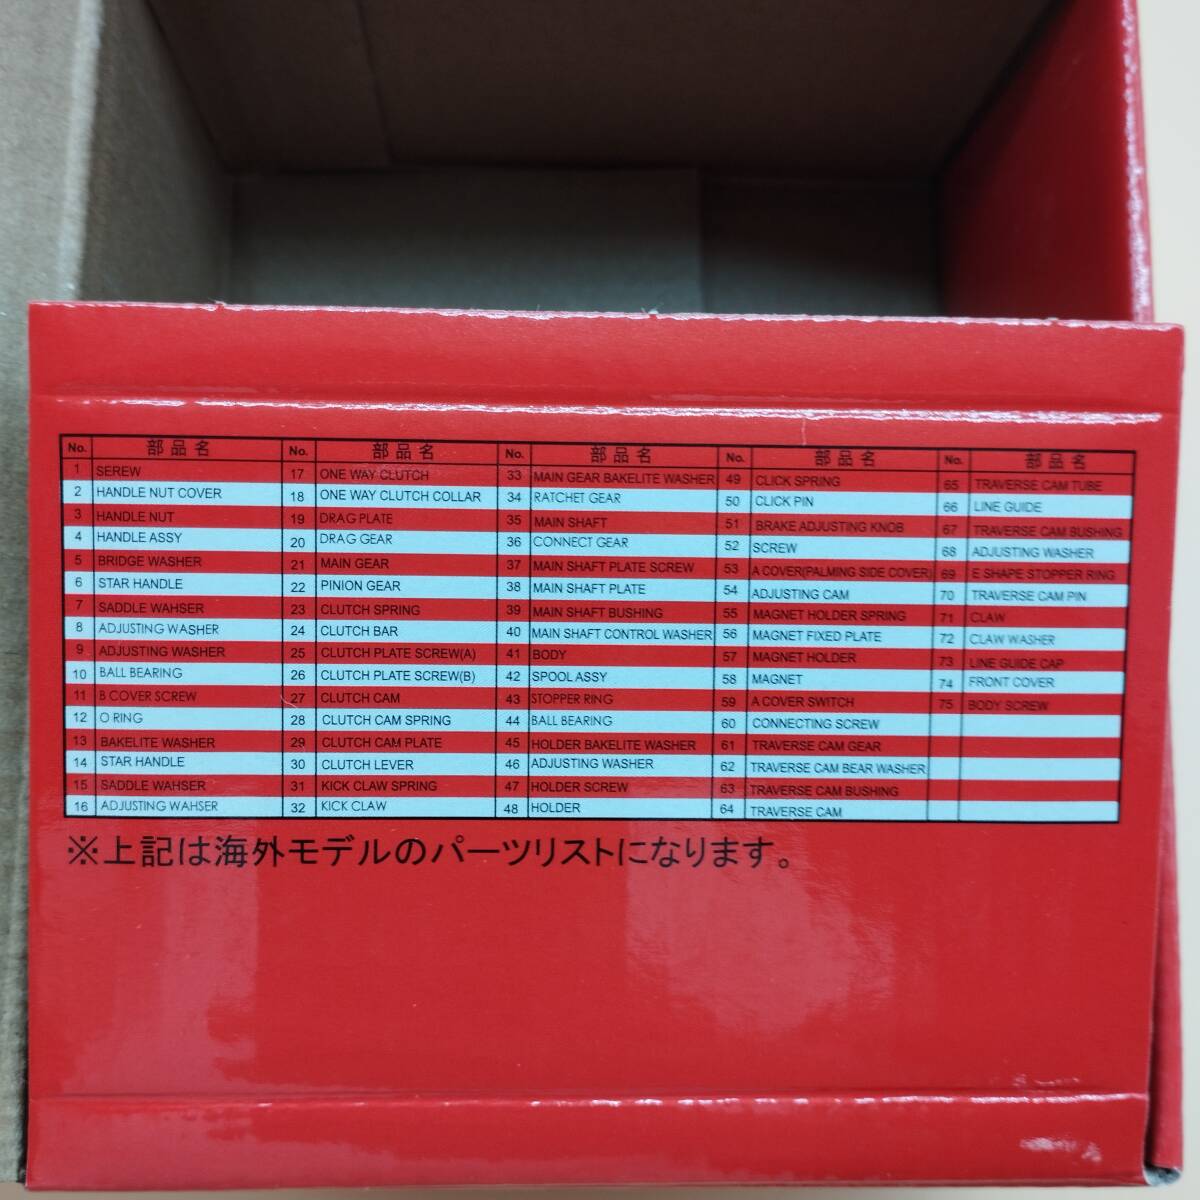 No. 部品名 No. 部品名 No. 部品名 No. 部品名 No. 部品名
1 SEREW 17 ONE WAY CLUTCH 33 MAIN GEAR BAKELITE WASHER 49 CLICK SPRING 65 TRAVERSE CAM TUBE
2 HANDLE NUT COVER 18 ONE WAY CLUTCH COLLAR 34 RATCHET GEAR 50 CLICK PIN 66 LINE GUIDE
3 HANDLE NUT 19 DRAG PLATE 35 MAIN SHAFT 51 BRAKE ADJUSTING KNOB 67 TRAVERSE CAM BUSHING
4 HANDLE ASSY 20 DRAG GEAR 36 CONNECT GEAR 52 SCREW 68 ADJUSTING WASHER
5 BRIDGE WASHER 21 MAIN GEAR 37 MAIN SHAFT PLATE SCREW 53 A COVER(PALMING SIDE COVER) 69 E SHAPE STOPPER RING
6 STAR HANDLE 22 PINION GEAR 38 MAIN SHAFT PLATE 54 ADJUSTING CAM 70 TRAVERSE CAM PIN
7 SADDLE WAHSER 23 CLUTCH SPRING 39 MAIN SHAFT BUSHING 55 MAGNET HOLDER SPRING 71 CLAW
8 ADJUSTING WASHER 24 CLUTCH BAR 40 MAIN SHAFT CONTROL WASHER 56 MAGNET FIXED PLATE 72 CLAW WASHER
9 ADJUSTING WASHER 25 CLUTCH PLATE SCREW(A) 41 BODY 57 MAGNET HOLDER 73 LINE GUIDE CAP
10 BALL BEARING 26 CLUTCH PLATE SCREW(B) 42 SPOOL ASSY 58 MAGNET 74 FRONT COVER
11 B COVER SCREW 27 CLUTCH CAM 43 STOPPER RING 59 A COVER SWITCH 75 BODY SCREW
12 O RING 28 CLUTCH CAM SPRING 44 BALL BEARING 60 CONNECTING SCREW
13 BAKELITE WASHER 29 CLUTCH CAM PLATE 45 HOLDER BAKELITE WASHER 61 TRAVERSE CAM GEAR
14 STAR HANDLE 30 CLUTCH LEVER 46 ADJUSTING WASHER 62 TRAVERSE CAM BEAR WASHER
15 SADDLE WAHSER 31 KICK CLAW SPRING 47 HOLDER SCREW 63 TRAVERSE CAM BUSHING
16 ADJUSTING WAHSER 32 KICK CLAW 48 HOLDER 64 TRAVERSE CAM
※上記は海外モデルのパーツリストになります。